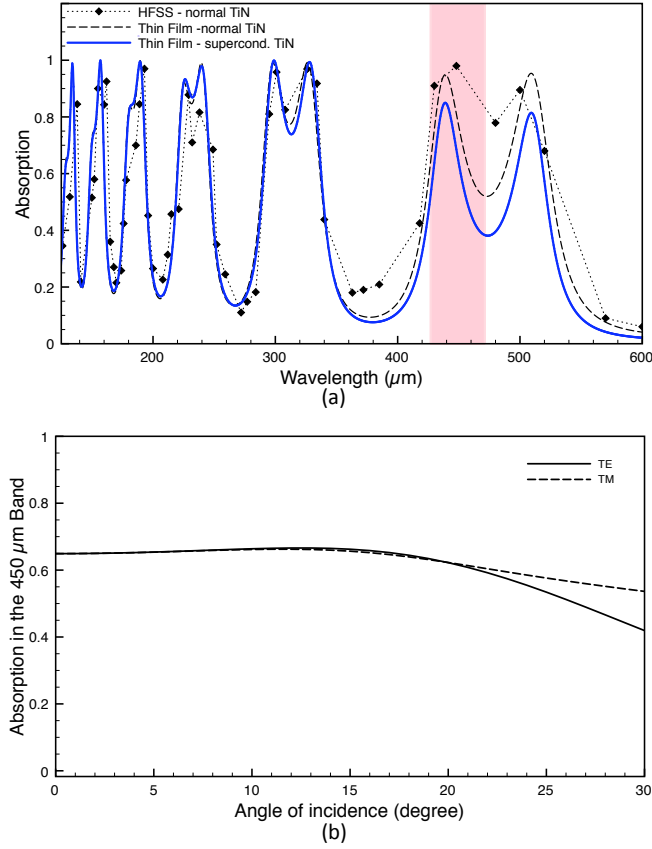 HFSS - normal TiN
Thin Film -normal TiN
Thin Film - supercond. TiN
1
0.8
0.6
0.4
0.2
0
Absorption
200
300
400
500
600
Wavelength (µm)
(a)
1
0.8
0.6
0.4
0.2
0
Absorption in the 450 µm Band
TE
TM
0
5
10
15
20
25
30
Angle of incidence (degree)
(b)